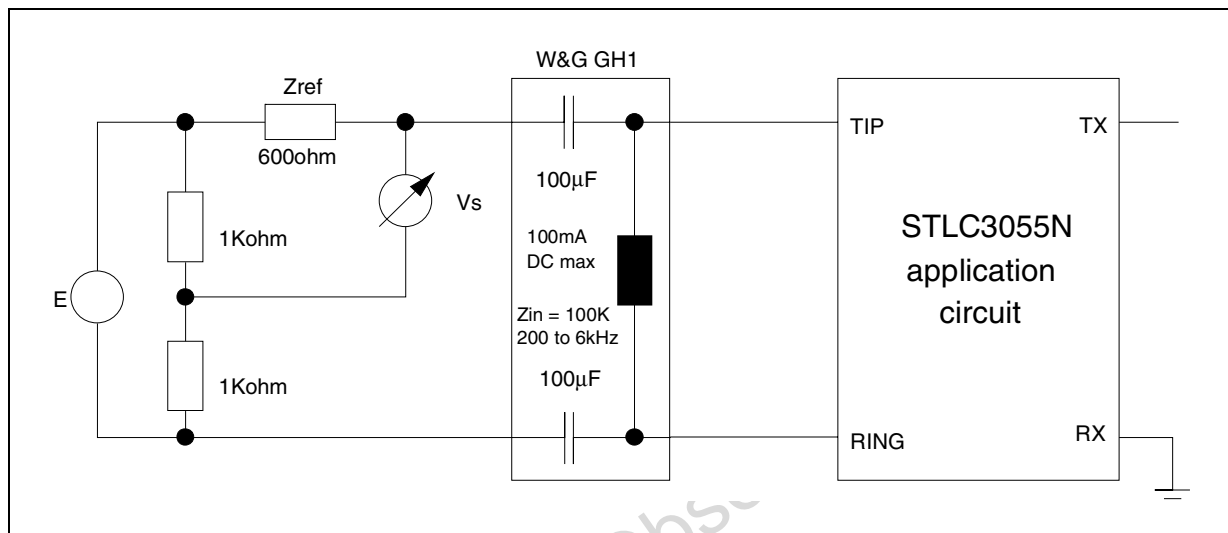 W&G GH1
Zref
600ohm
1Kohm
E
1Kohm
Vs
100µF
100mA
DC max
Zin = 100K
200 to 6kHz
100µF
TIP
TX
STLC3055N
application
circuit
RING
RX